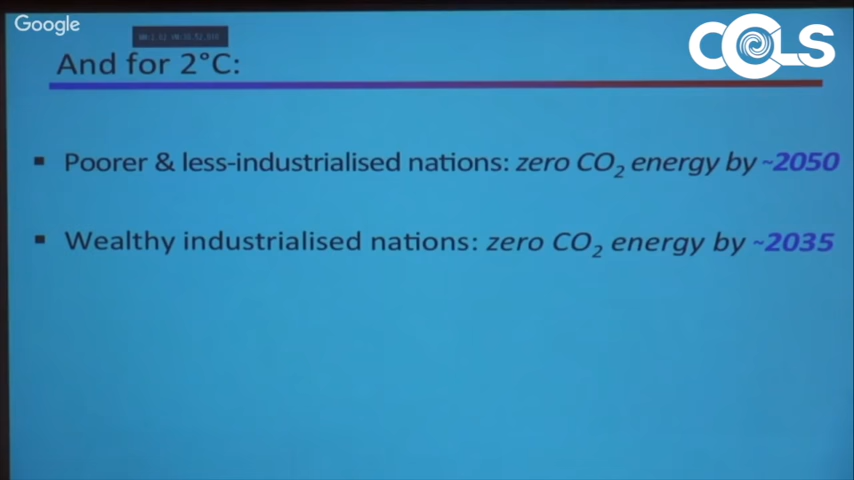 Google
CCLS
And for 2°C:
▪ Poorer & less-industrialised nations: zero CO₂ energy by ~2050
▪ Wealthy industrialised nations: zero CO₂ energy by ~2035